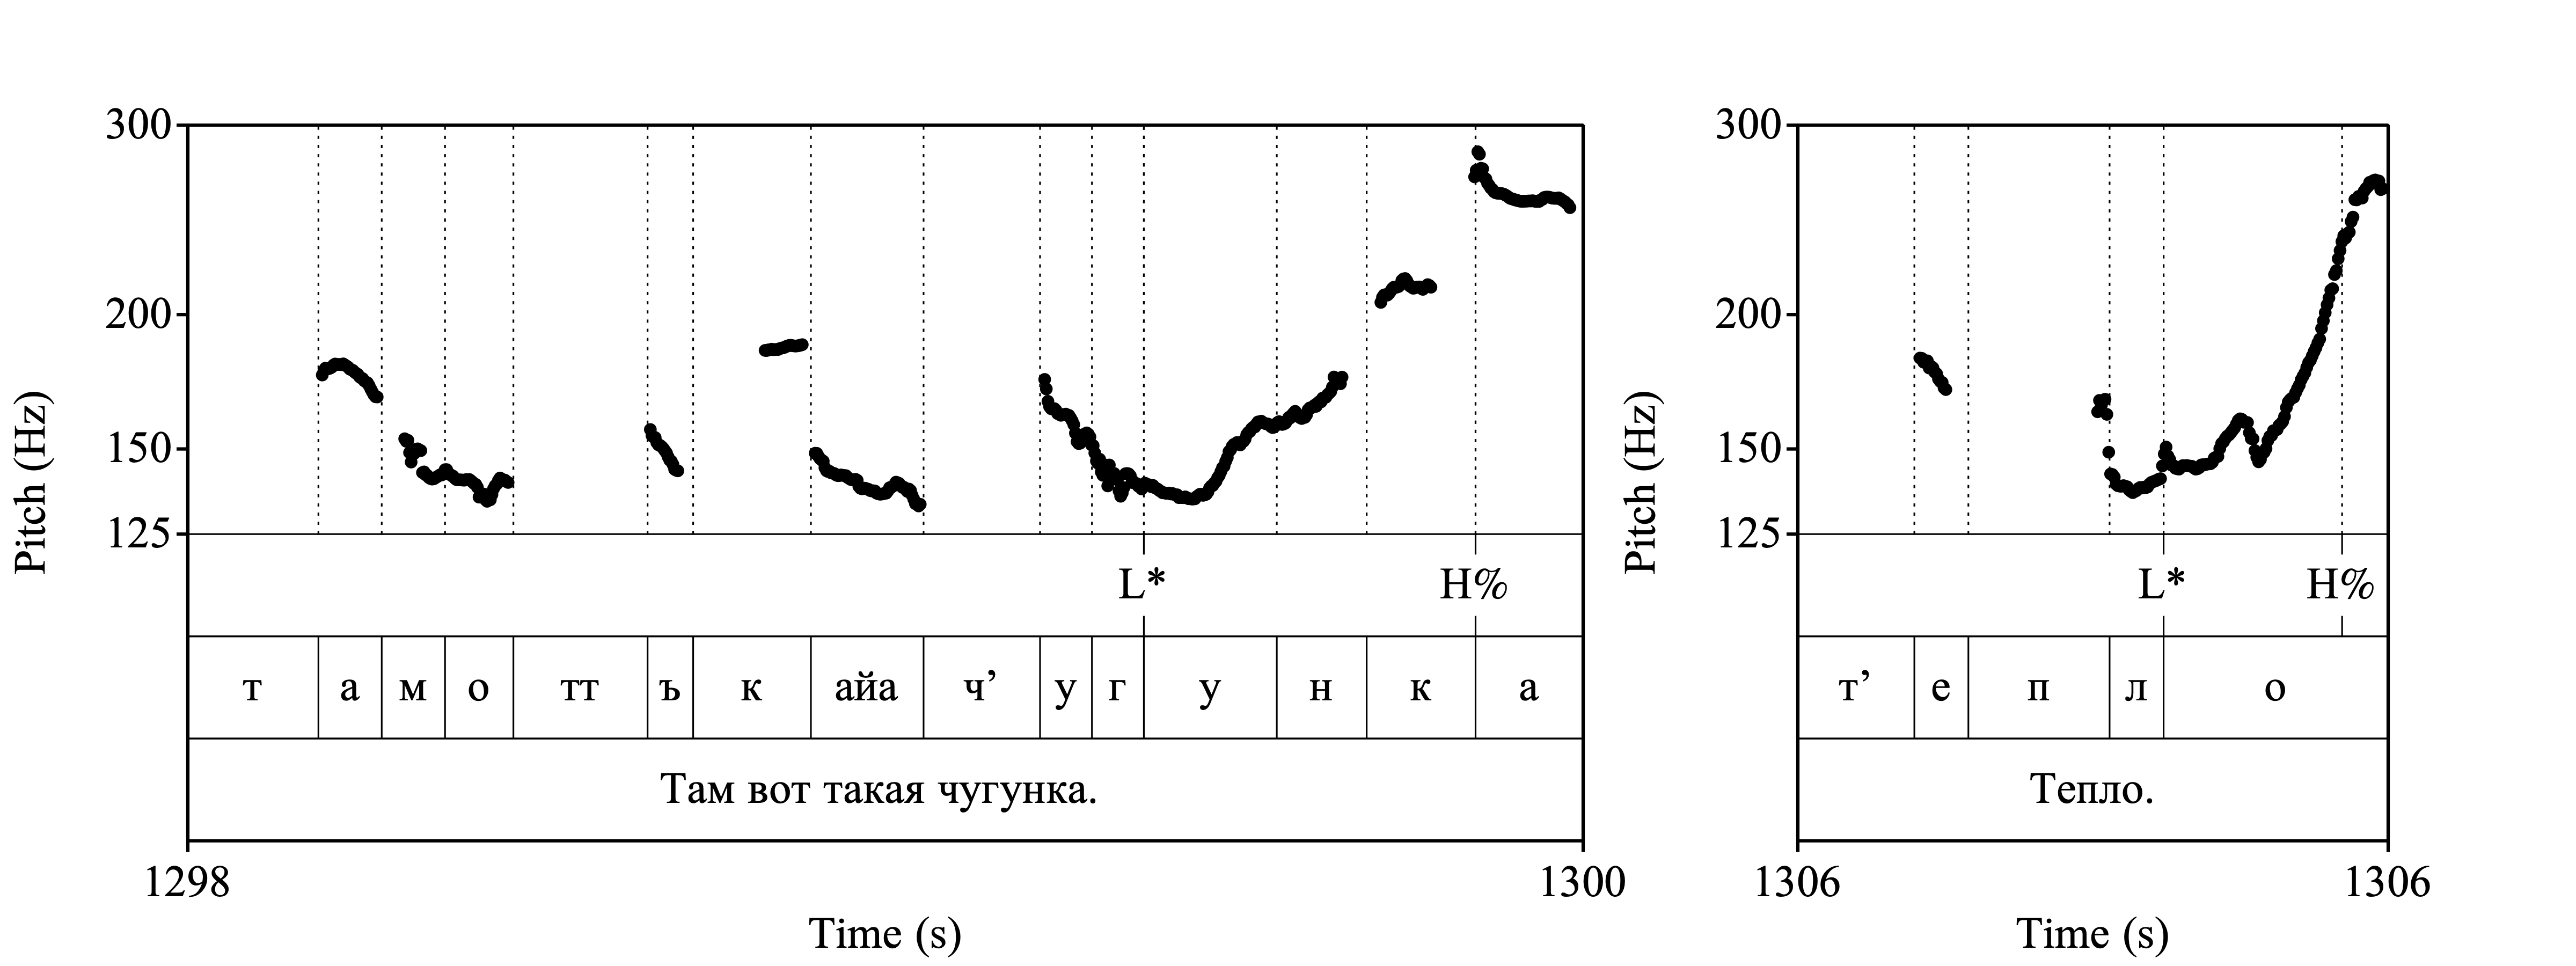 Pitch (Hz)
300
200
150
125
L* H%
т а м о тт ъ к айа ч’ у г у н к а
Там вот такая чугунка.
1298 1300
Time (s)
Pitch (Hz)
300
200
150
125
L* H%
т’ е п л о
Тепло.
1306 1306
Time (s)